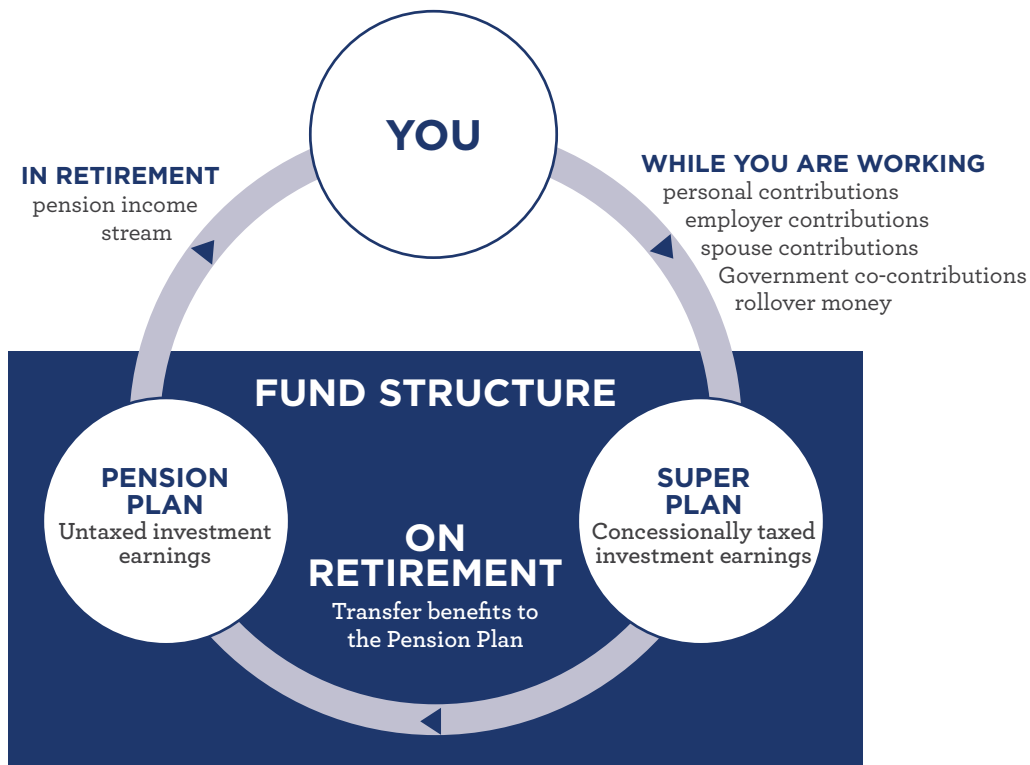 YOU
IN RETIREMENT
pension income
stream
WHILE YOU ARE WORKING
personal contributions
employer contributions
spouse contributions
Government co-contributions
rollover money
FUND STRUCTURE
PENSION
PLAN
Untaxed investment
earnings
ON
RETIREMENT
Transfer benefits to
the Pension Plan
SUPER
PLAN
Concessionally taxed
investment earnings